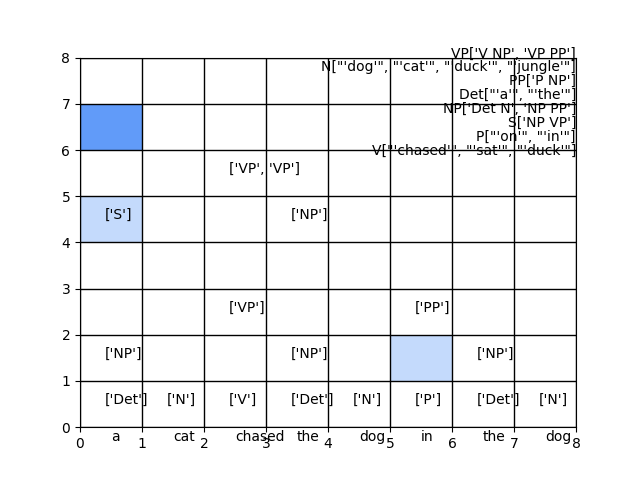 VP['V NP', 'VP PP']
8
N["'dog'", "'cat'", "'duck'", "'jungle'"]
PP['P NP']
Det["'a'", "'the'"]
7
NP['Det N', 'NP PP']
S['NP VP']
P["'on'", "'in'"]
6
V["'chased'", "'sat'", "'duck'"]
['VP', 'VP']
5
['S'] ['NP']
4
3
['VP'] ['PP']
2
['NP'] ['NP'] ['NP']
1
['Det'] ['N'] ['V'] ['Det'] ['N'] ['P'] ['Det'] ['N']
0
a cat chased the dog in the dog
0 1 2 3 4 5 6 7 8